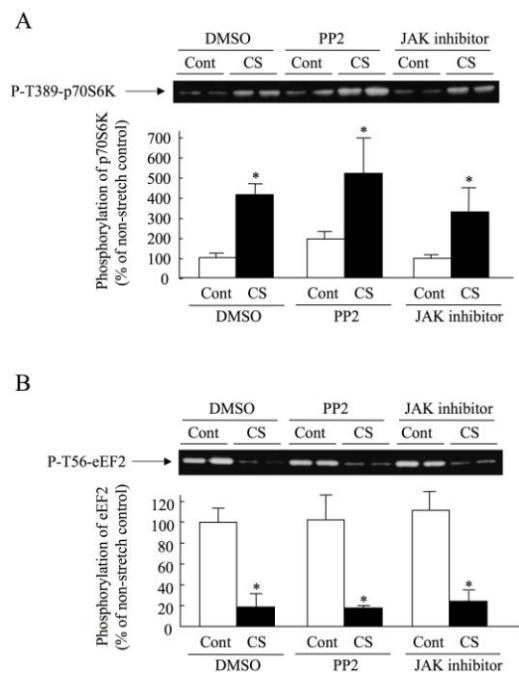 A
DMSO PP2 JAK inhibitor
Cont CS Cont CS Cont CS
P-T389-p70S6K
Phosphorylation of p70S6K
(% of non-stretch control)
700
600
500
400
300
200
100
0
* * *
Cont CS Cont CS Cont CS
DMSO PP2 JAK inhibitor
B
DMSO PP2 JAK inhibitor
Cont CS Cont CS Cont CS
P-T56-eEF2
Phosphorylation of eEF2
(% of non-stretch control)
120
100
80
60
40
20
0
* * *
Cont CS Cont CS Cont CS
DMSO PP2 JAK inhibitor